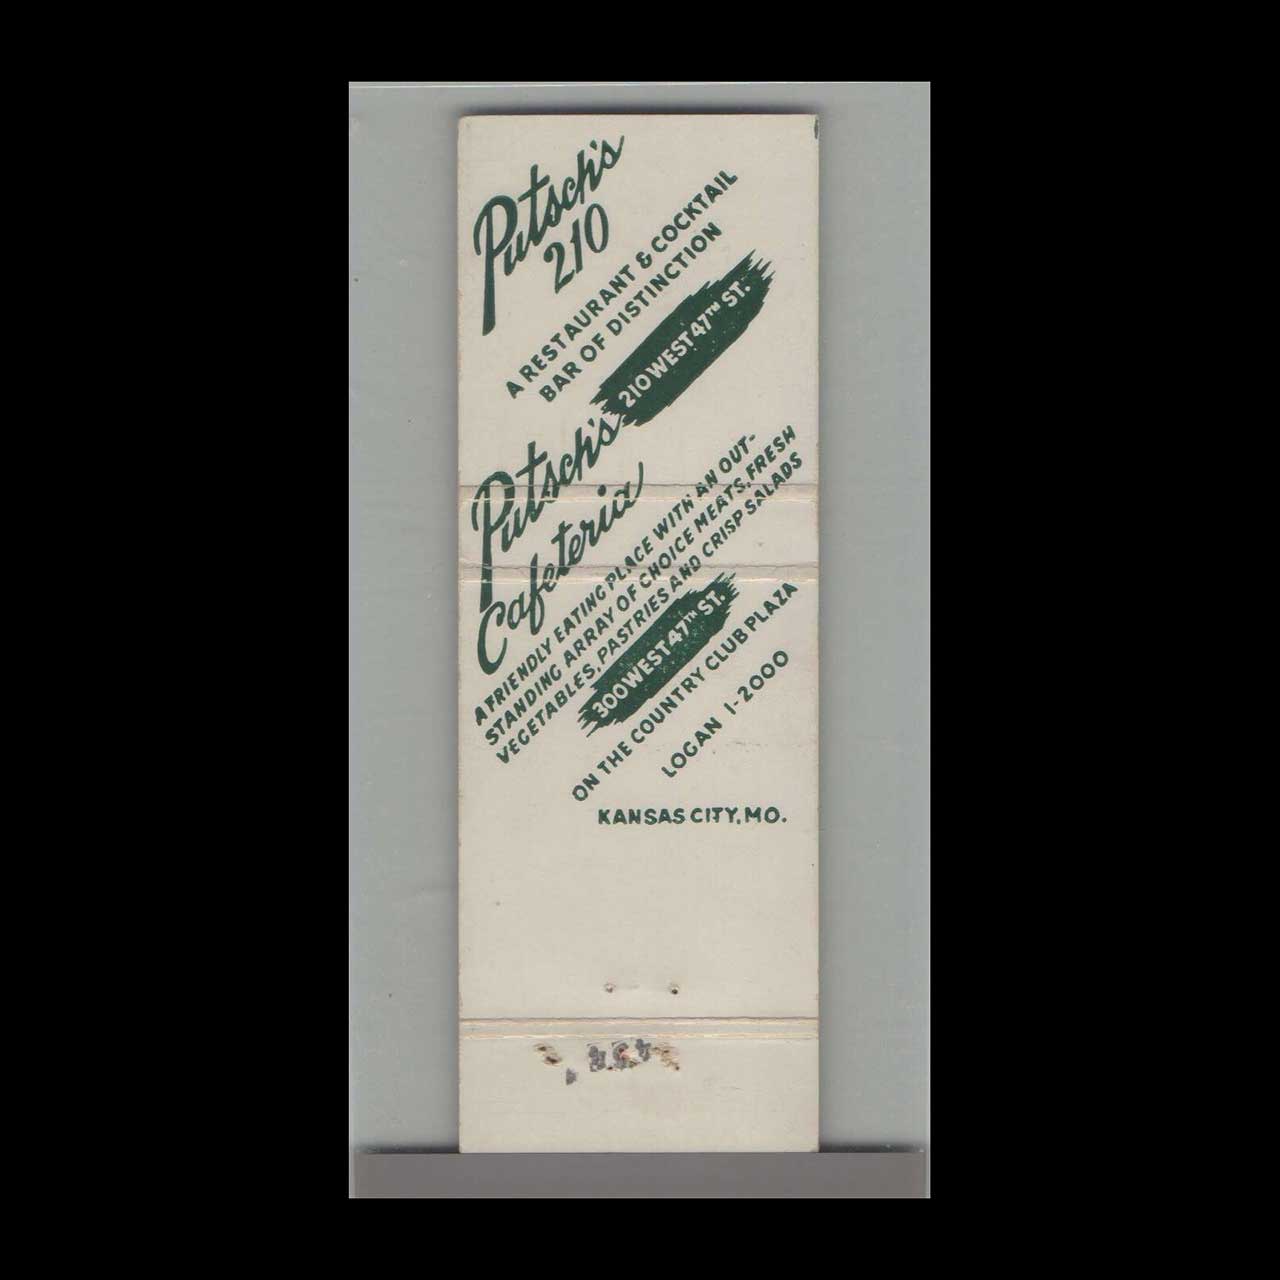 Putsch's
210
A RESTAURANT & COCKTAIL
BAR OF DISTINCTION
210 WEST 47TH ST.
Putsch's
Cafeteria
A FRIENDLY EATING PLACE WITH AN OUT-
STANDING ARRAY OF CHOICE MEATS, FRESH
VEGETABLES, PASTRIES AND CRISP SALADS
300 WEST 47TH ST.
ON THE COUNTRY CLUB PLAZA
LOGAN 1-2000
KANSAS CITY, MO.